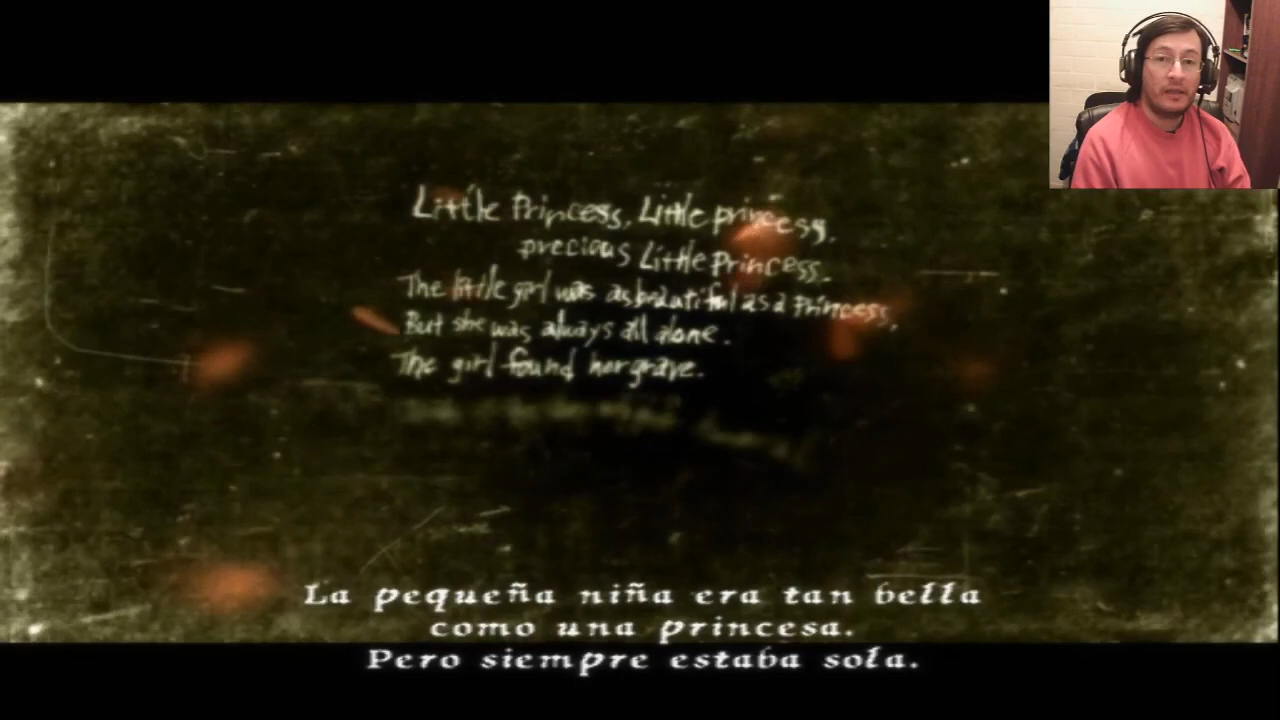 Little Princess, Little princess,
precious Little Princess.
The little girl was as beautiful as a Princess,
But she was always all alone.
The girl found her grave.
La pequeña niña era tan bella
como una princesa.
Pero siempre estaba sola.